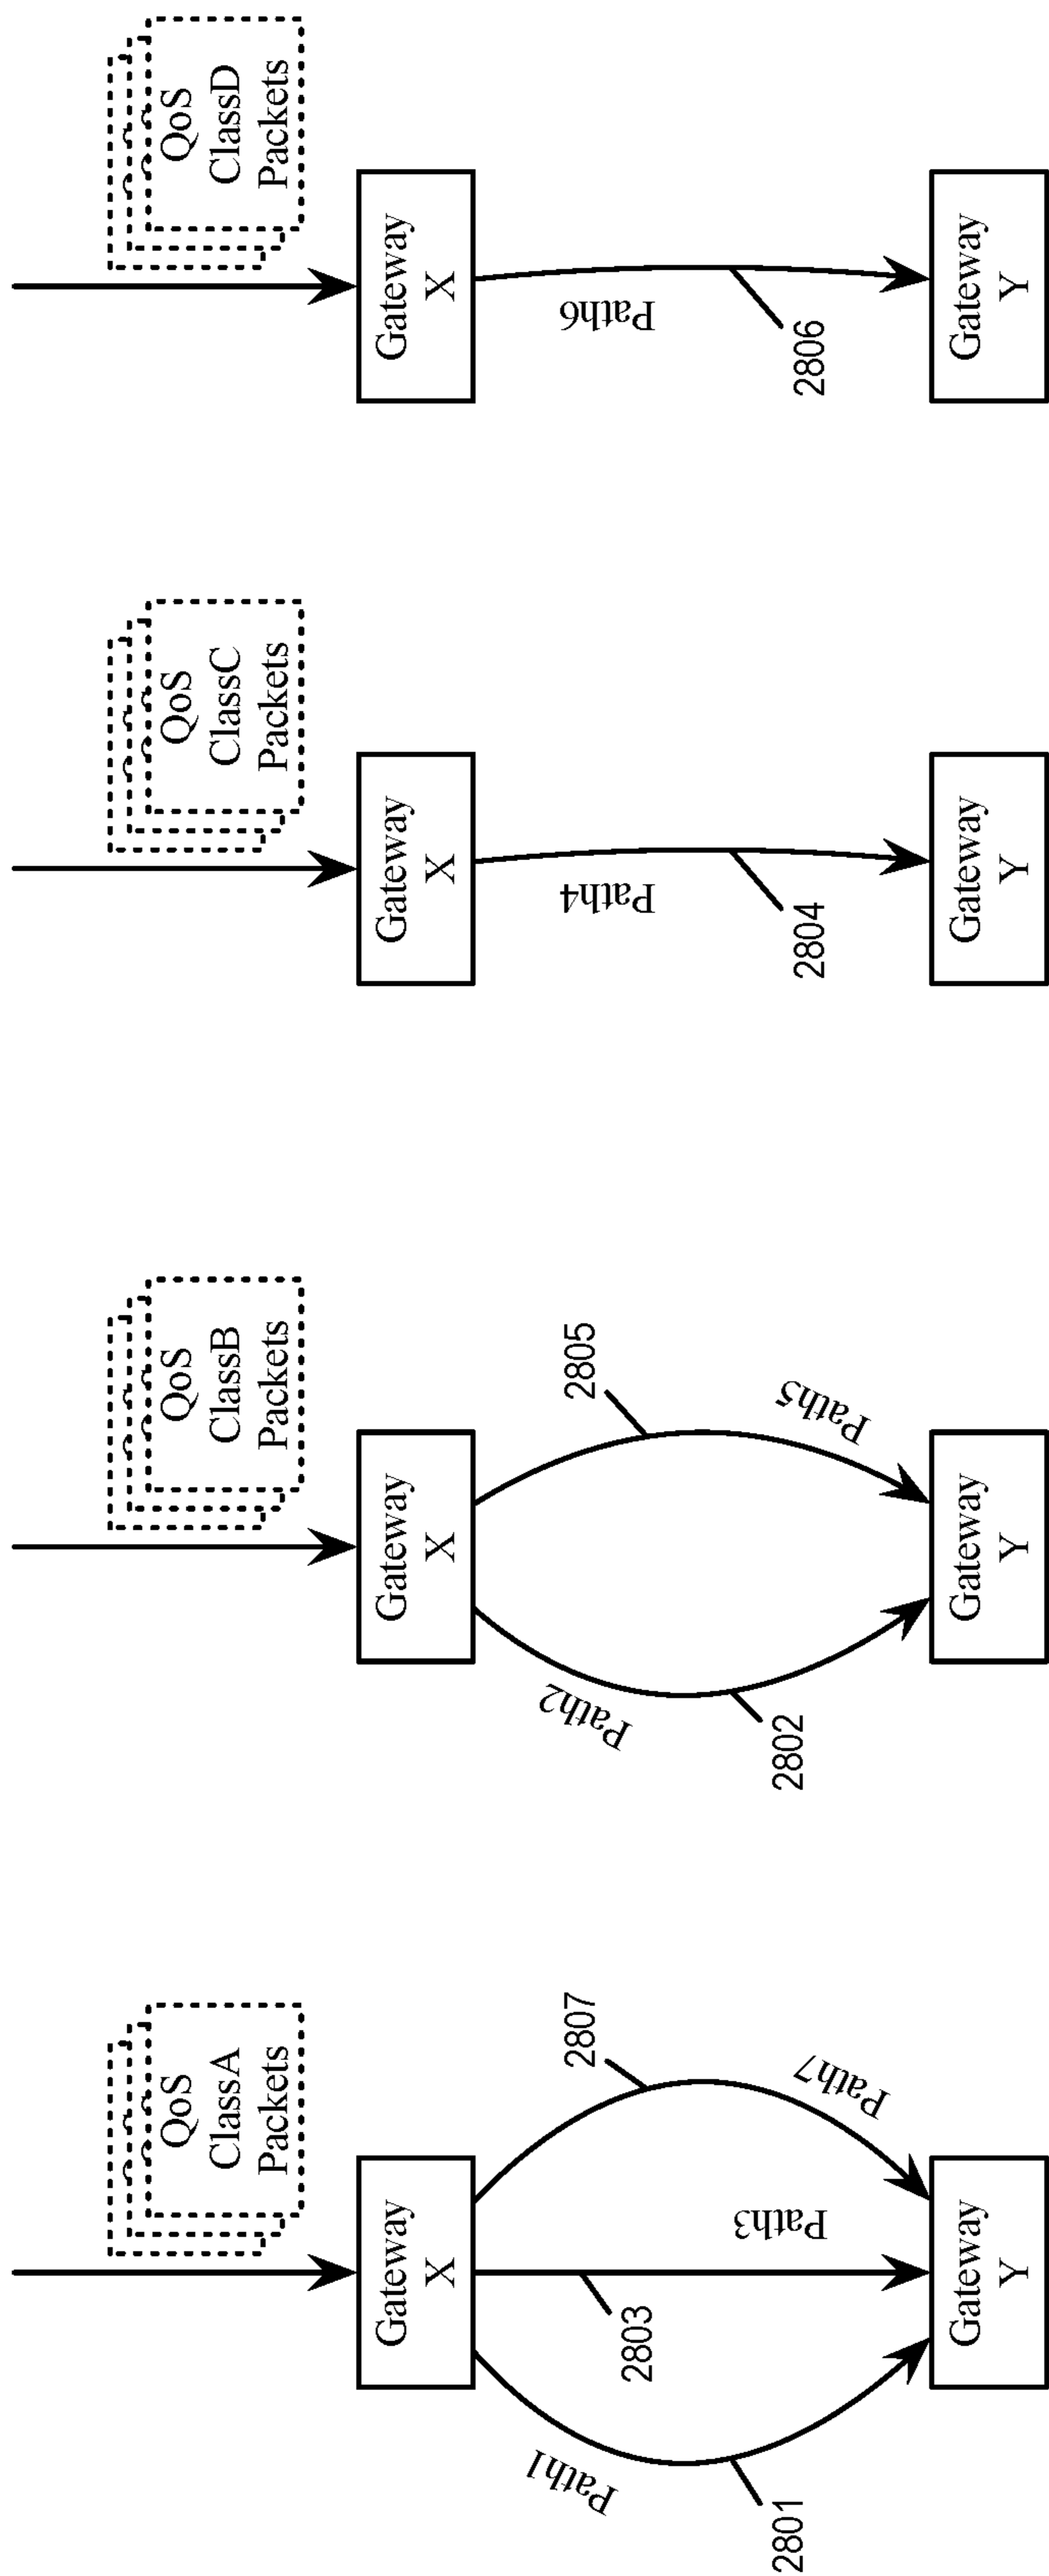 QoS
ClassA
Packets
Gateway
X
Path1
2801
2803
Path3
2807
Path7
Gateway
Y
QoS
ClassB
Packets
Gateway
X
Path2
2802
2805
Path5
Gateway
Y
QoS
ClassC
Packets
Gateway
X
Path4
2804
Gateway
Y
QoS
ClassD
Packets
Gateway
X
Path6
2806
Gateway
Y